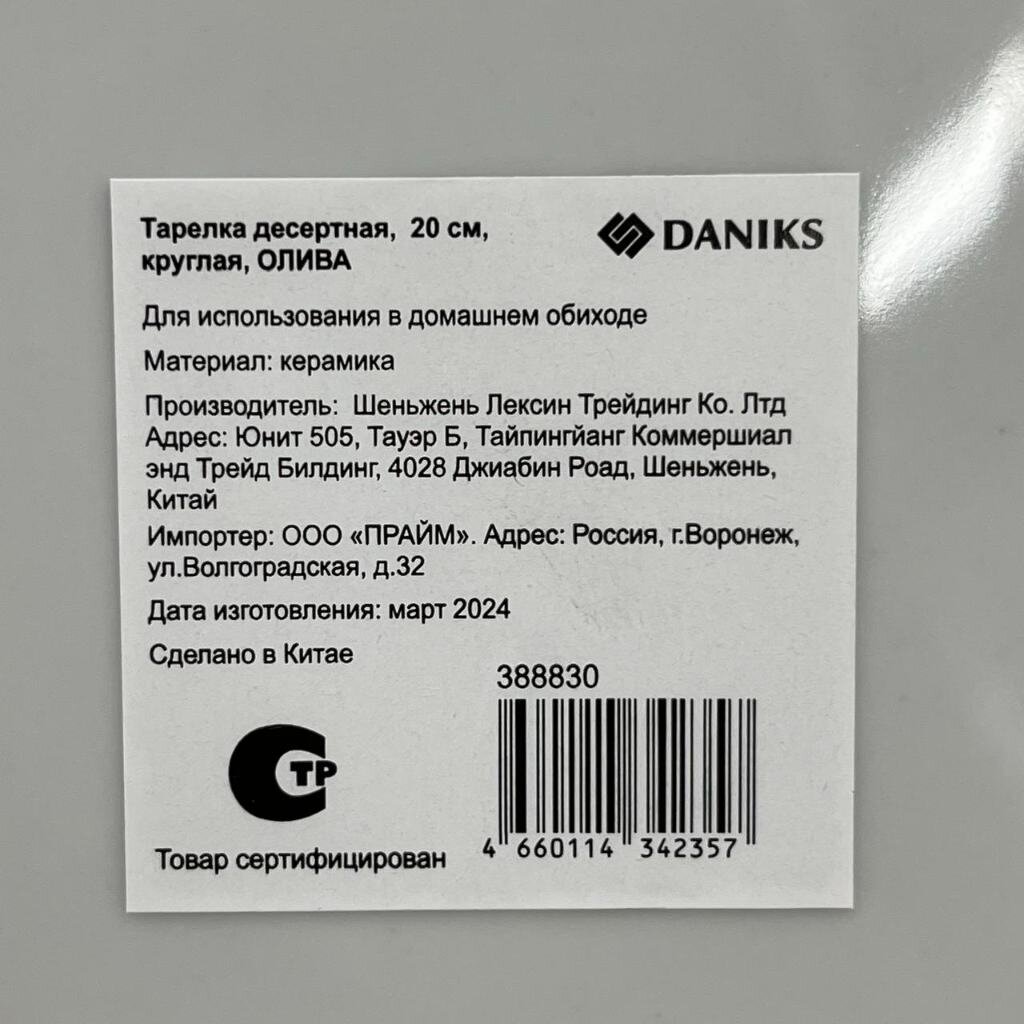 Тарелка десертная, 20 см,
круглая, ОЛИВА
DANIKS
Для использования в домашнем обиходе
Материал: керамика
Производитель: Шеньжень Лексин Трейдинг Ко. Лтд
Адрес: Юнит 505, Тауэр Б, Тайпингйанг Коммершиал
энд Трейд Билдинг, 4028 Джиабин Роад, Шеньжень,
Китай
Импортер: ООО «ПРАЙМ». Адрес: Россия, г.Воронеж,
ул.Волгоградская, д.32
Дата изготовления: март 2024
Сделано в Китае
388830
СТР
4 660114 342357
Товар сертифицирован